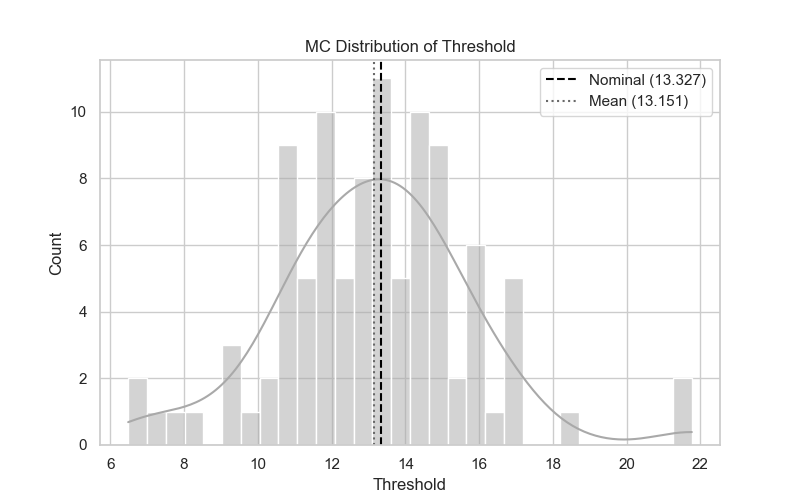 MC Distribution of Threshold
Nominal (13.327)
Mean (13.151)
Count
10
8
6
4
2
0
6 8 10 12 14 16 18 20 22
Threshold